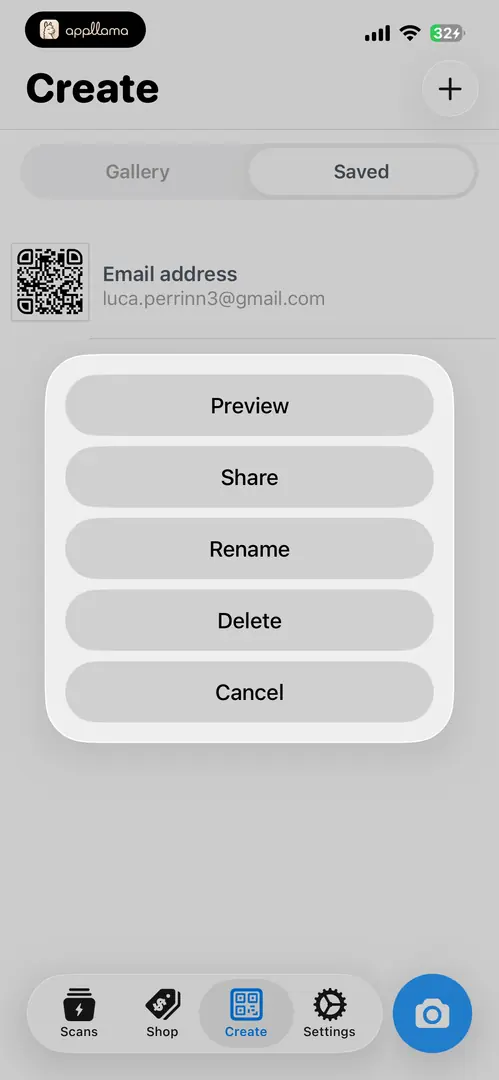 appllama
32
Create
Gallery
Saved
Email address
luca.perrinn3@gmail.com
Preview
Share
Rename
Delete
Cancel
Scans
Shop
Create
Settings